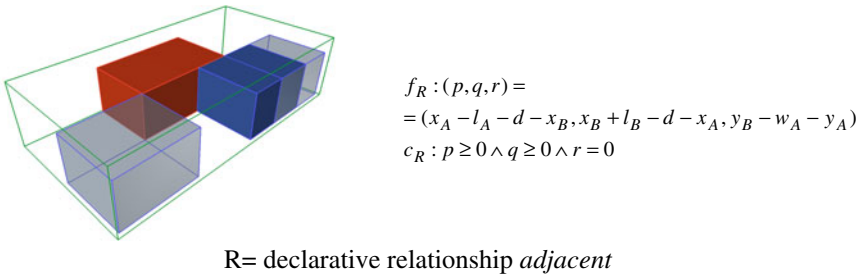 f_R : (p, q, r) =
= (x_A − l_A − d − x_B, x_B + l_B − d − x_A, y_B − w_A − y_A)
c_R : p ≥ 0 ∧ q ≥ 0 ∧ r = 0
R= declarative relationship adjacent